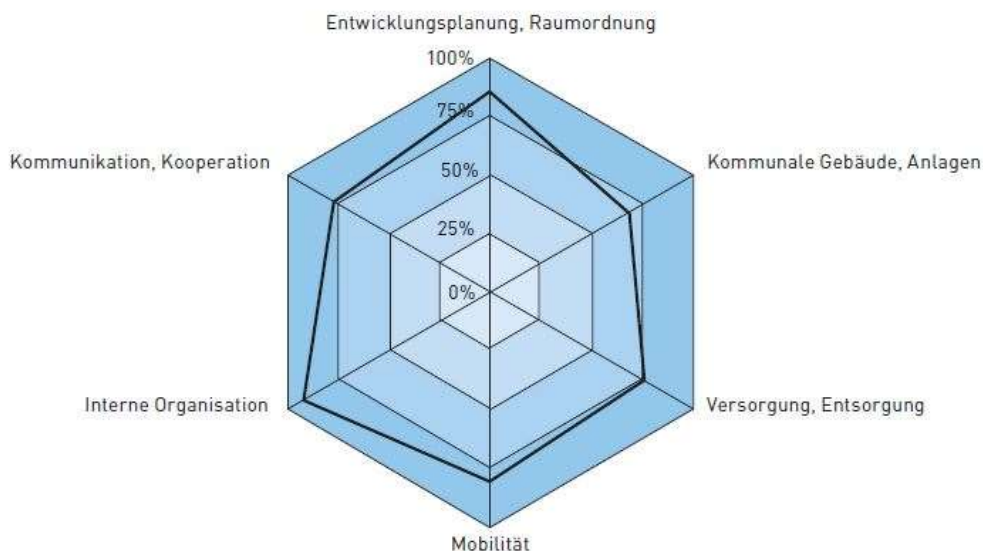 Entwicklungsplanung, Raumordnung
100%
75%
Kommunikation, Kooperation
Kommunale Gebäude, Anlagen
50%
25%
0%
Interne Organisation
Versorgung, Entsorgung
Mobilität